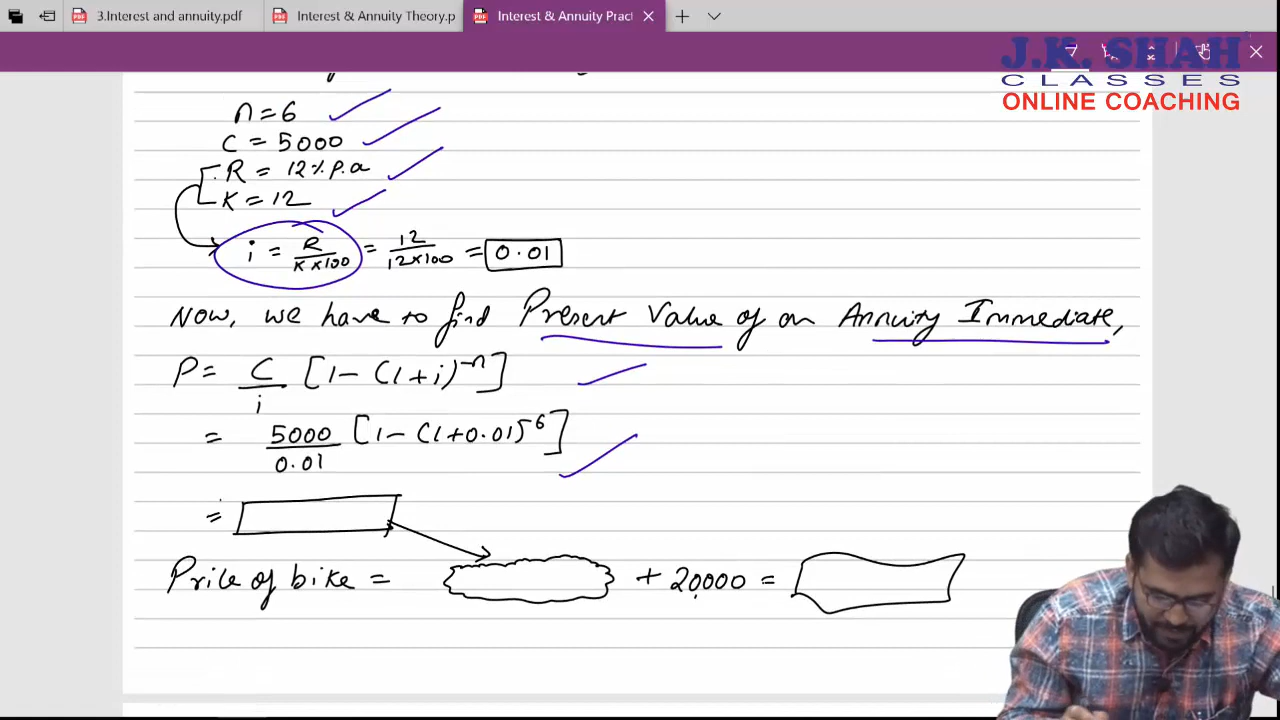 3.Interest and annuity.pdf
Interest & Annuity Theory.p
Interest & Annuity Pract
J.K. SHAH
CLASSES
ONLINE COACHING
n = 6
C = 5000
R = 12% P.a
K = 12
i = R/K×100 = 12/12×100 = 0.01
Now, we have to find Present Value of an Annuity Immediate,
P = C/i [1 - (1+i)^-n]
= 5000/0.01 [1 - (1+0.01)^-6]
=
Price of bike = + 20000 =